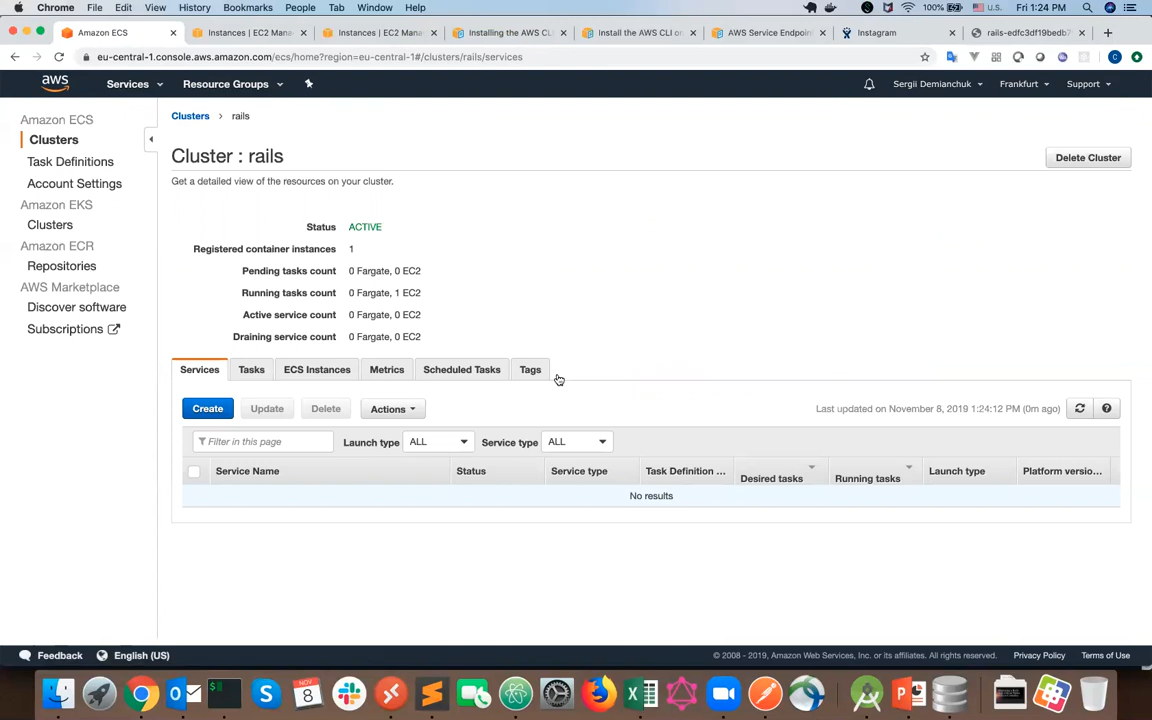 Chrome File Edit View History Bookmarks People Tab Window Help 100% U.S. Fri 1:24 PM
Amazon ECS
Instances | EC2 Mana
Instances | EC2 Mana
Installing the AWS CLI
Install the AWS CLI on
AWS Service Endpoin
Instagram
rails-edfc3df19bedb7
eu-central-1.console.aws.amazon.com/ecs/home?region=eu-central-1#/clusters/rails/services
aws Services Resource Groups Sergii Demianchuk Frankfurt Support
Amazon ECS
Clusters
Task Definitions
Account Settings
Amazon EKS
Clusters
Amazon ECR
Repositories
AWS Marketplace
Discover software
Subscriptions
Clusters > rails
Cluster : rails
Delete Cluster
Get a detailed view of the resources on your cluster.
Status ACTIVE
Registered container instances 1
Pending tasks count 0 Fargate, 0 EC2
Running tasks count 0 Fargate, 1 EC2
Active service count 0 Fargate, 0 EC2
Draining service count 0 Fargate, 0 EC2
Services Tasks ECS Instances Metrics Scheduled Tasks Tags
Create Update Delete Actions Last updated on November 8, 2019 1:24:12 PM (0m ago)
Filter in this page Launch type ALL Service type ALL
Service Name Status Service type Task Definition ... Desired tasks Running tasks Launch type Platform versio...
No results
Feedback English (US) © 2008 - 2019, Amazon Web Services, Inc. or its affiliates. All rights reserved. Privacy Policy Terms of Use
NOV
8